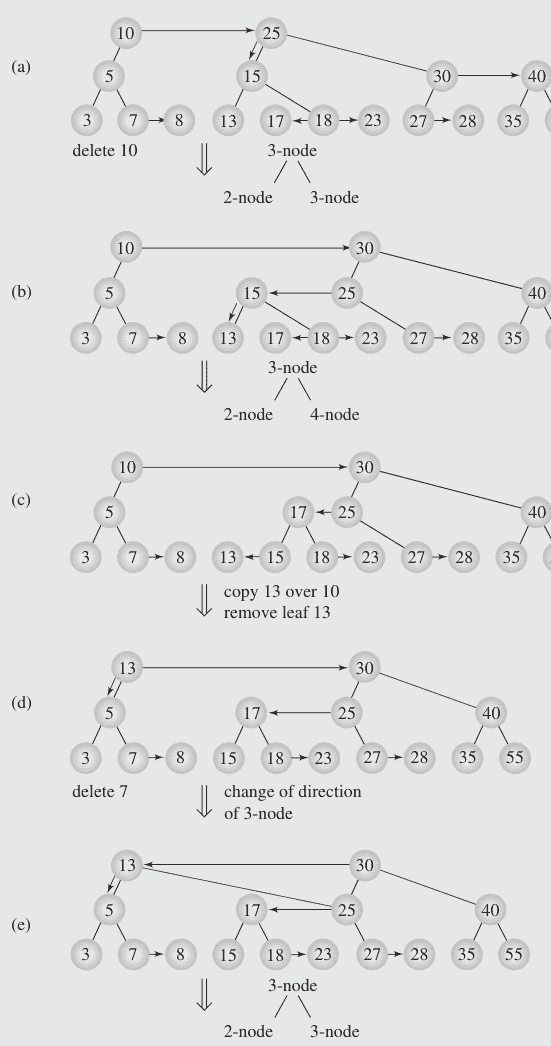 10 25
(a)
5 15 30 40
3 7 8 13 17 18 23 27 28 35
delete 10 3-node
2-node 3-node
10 30
(b)
5 15 25 40
3 7 8 13 17 18 23 27 28 35
3-node
2-node 4-node
10 30
(c)
5 17 25 40
3 7 8 13 15 18 23 27 28 35
copy 13 over 10
remove leaf 13
13 30
(d)
5 17 25 40
3 7 8 15 18 23 27 28 35 55
delete 7 change of direction
of 3-node
13 30
(e)
5 17 25 40
3 7 8 15 18 23 27 28 35 55
3-node
2-node 3-node